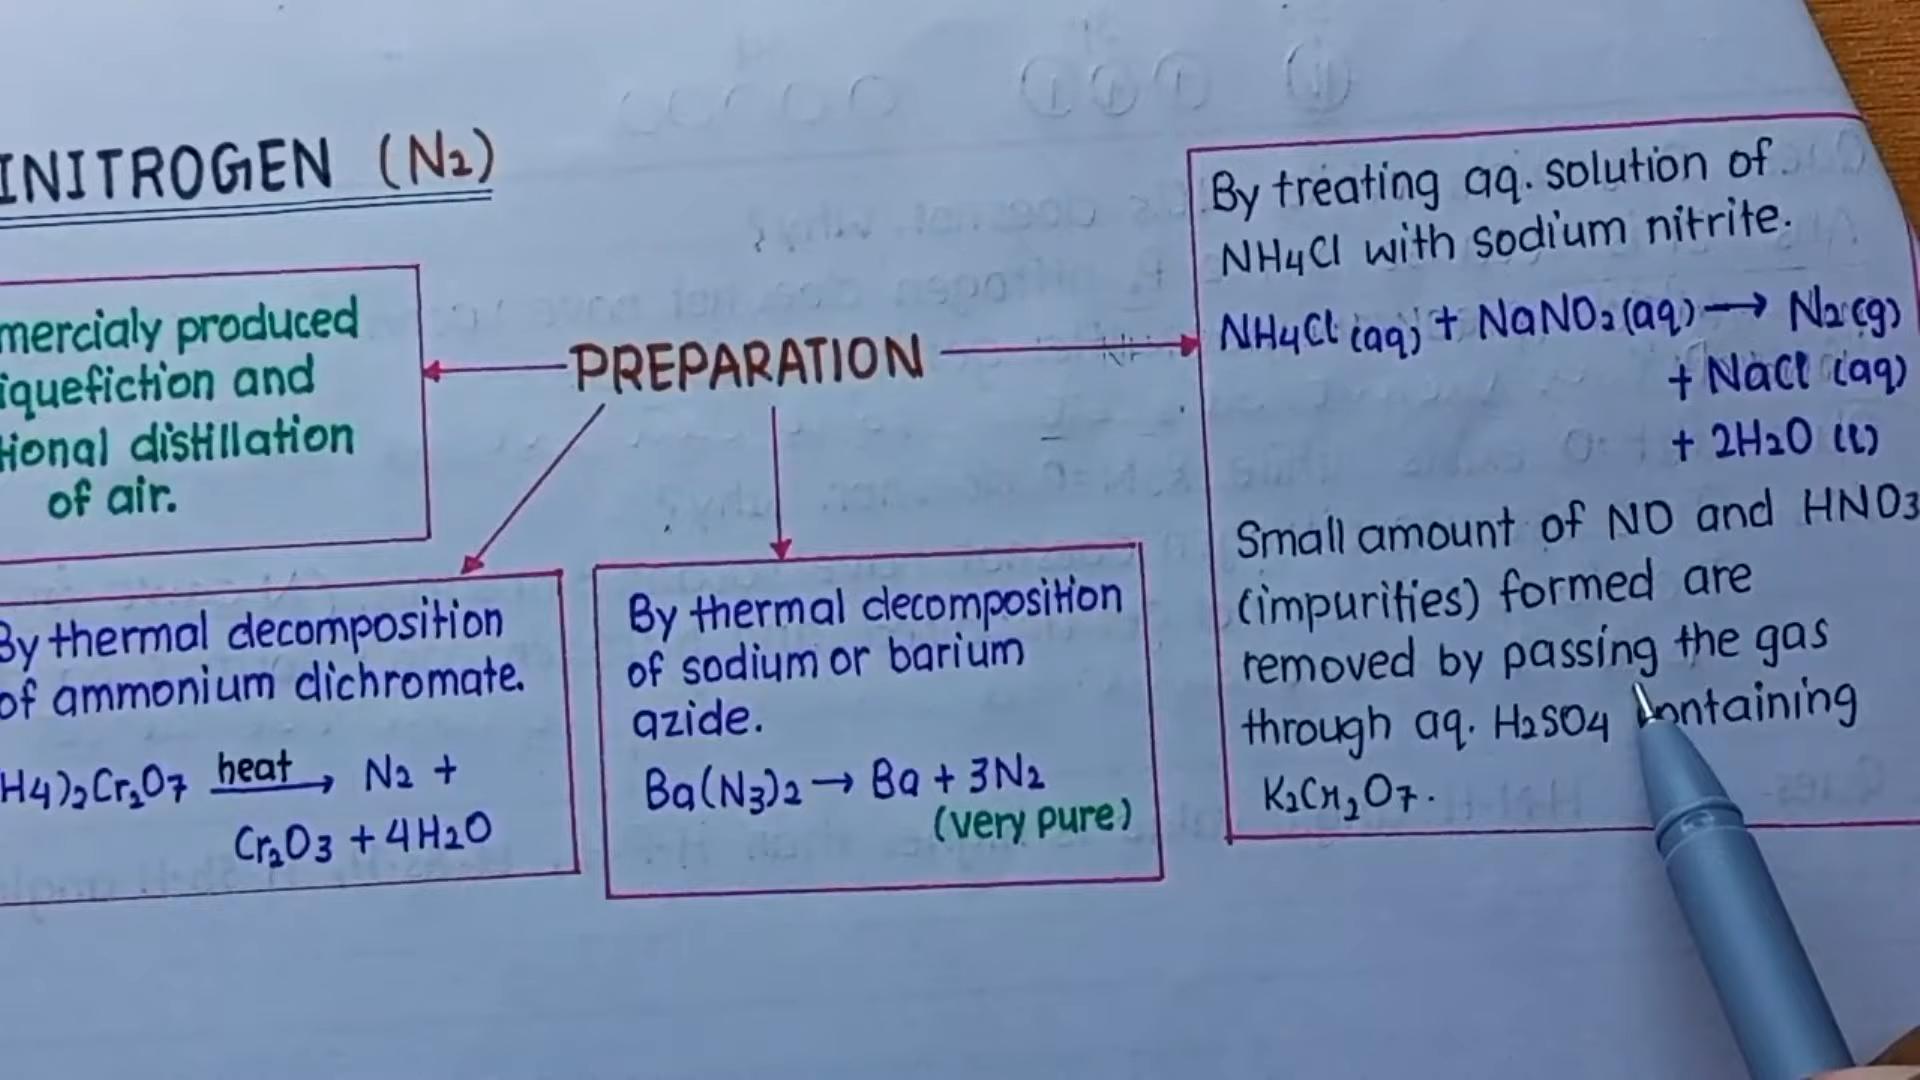 INITROGEN (N2)
mercialy produced
iquefiction and
tional distillation
of air.
PREPARATION
By thermal decomposition
of ammonium dichromate.
H4)2Cr2O7 heat → N2 +
Cr2O3 + 4H2O
By thermal decomposition
of sodium or barium
azide.
Ba(N3)2 → Ba + 3N2
(very pure)
By treating aq. solution of
NH4Cl with sodium nitrite.
NH4Cl (aq) + NaNO2 (aq) → N2 (g)
+ NaCl (aq)
+ 2H2O (l)
Small amount of NO and HNO3
(impurities) formed are
removed by passing the gas
through aq. H2SO4 containing
K2Cr2O7.